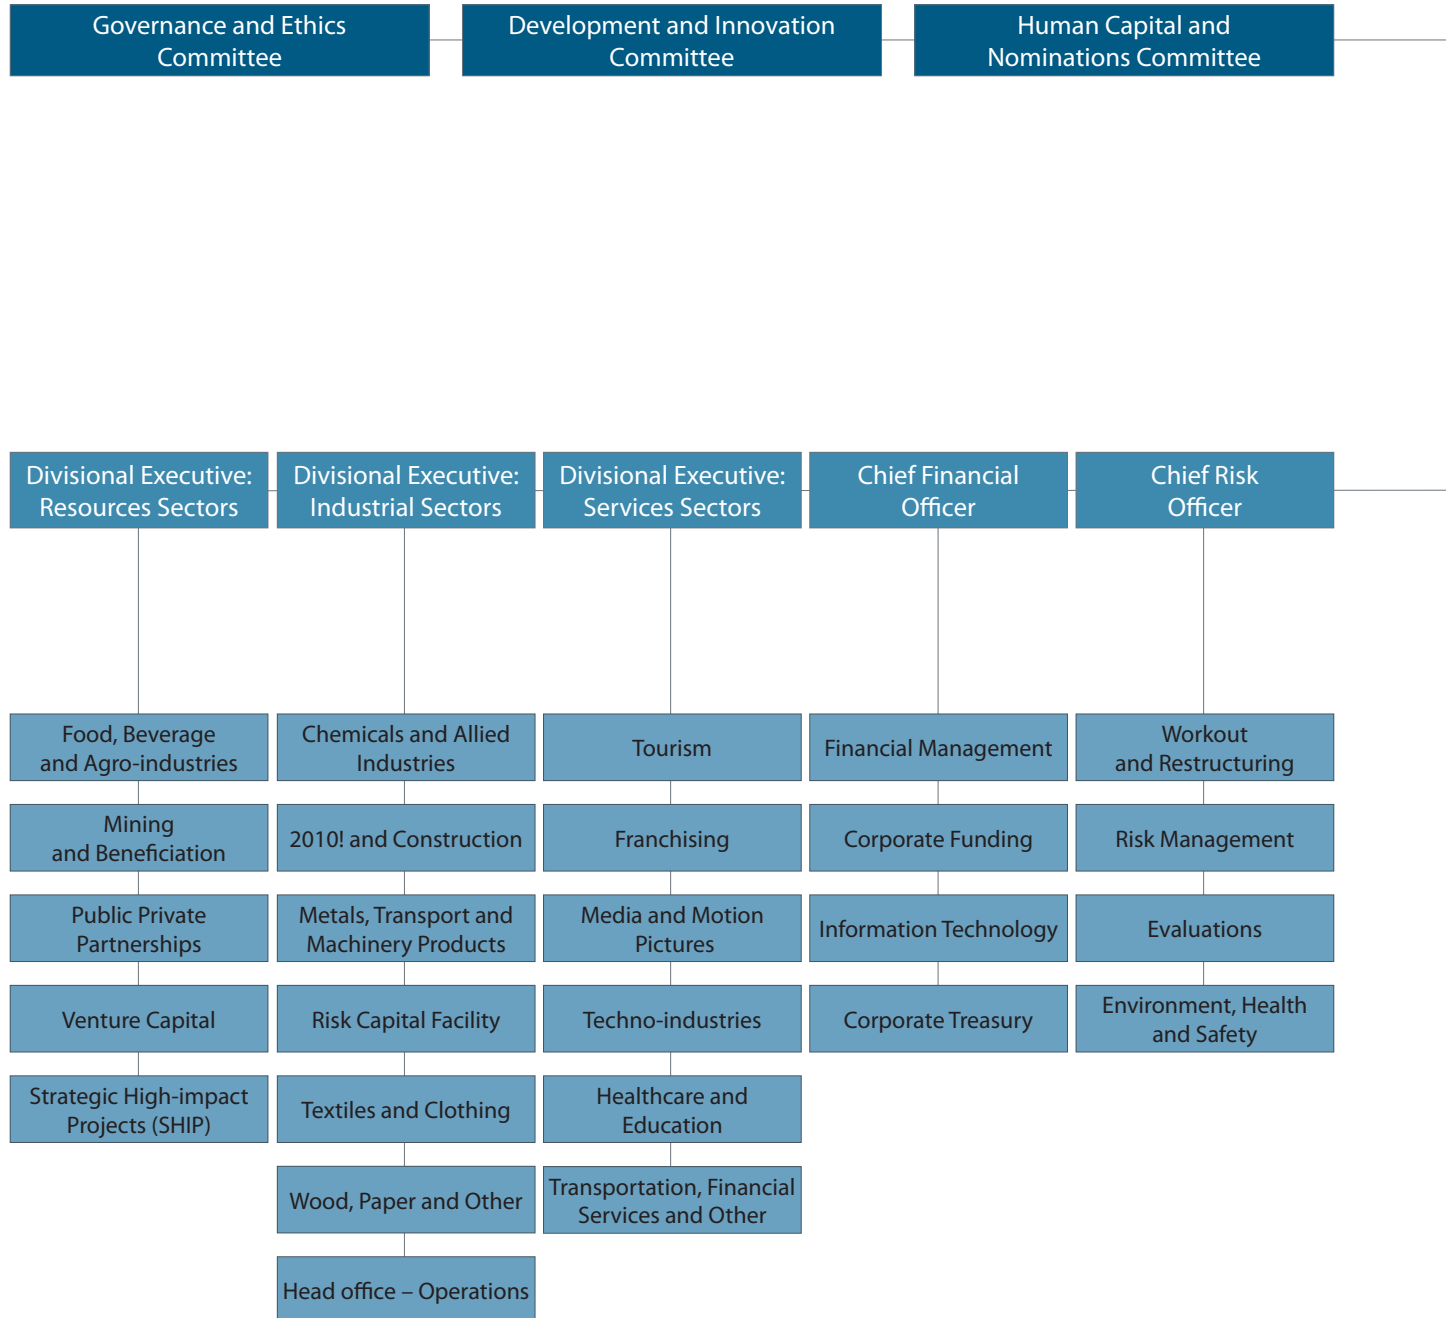 Governance and Ethics
Committee
Development and Innovation
Committee
Human Capital and
Nominations Committee
Divisional Executive:
Resources Sectors
Divisional Executive:
Industrial Sectors
Divisional Executive:
Services Sectors
Chief Financial
Officer
Chief Risk
Officer
Food, Beverage
and Agro-industries
Mining
and Beneficiation
Public Private
Partnerships
Venture Capital
Strategic High-impact
Projects (SHIP)
Chemicals and Allied
Industries
2010! and Construction
Metals, Transport and
Machinery Products
Risk Capital Facility
Textiles and Clothing
Wood, Paper and Other
Head office – Operations
Tourism
Franchising
Media and Motion
Pictures
Techno-industries
Healthcare and
Education
Transportation, Financial
Services and Other
Financial Management
Corporate Funding
Information Technology
Corporate Treasury
Workout
and Restructuring
Risk Management
Evaluations
Environment, Health
and Safety